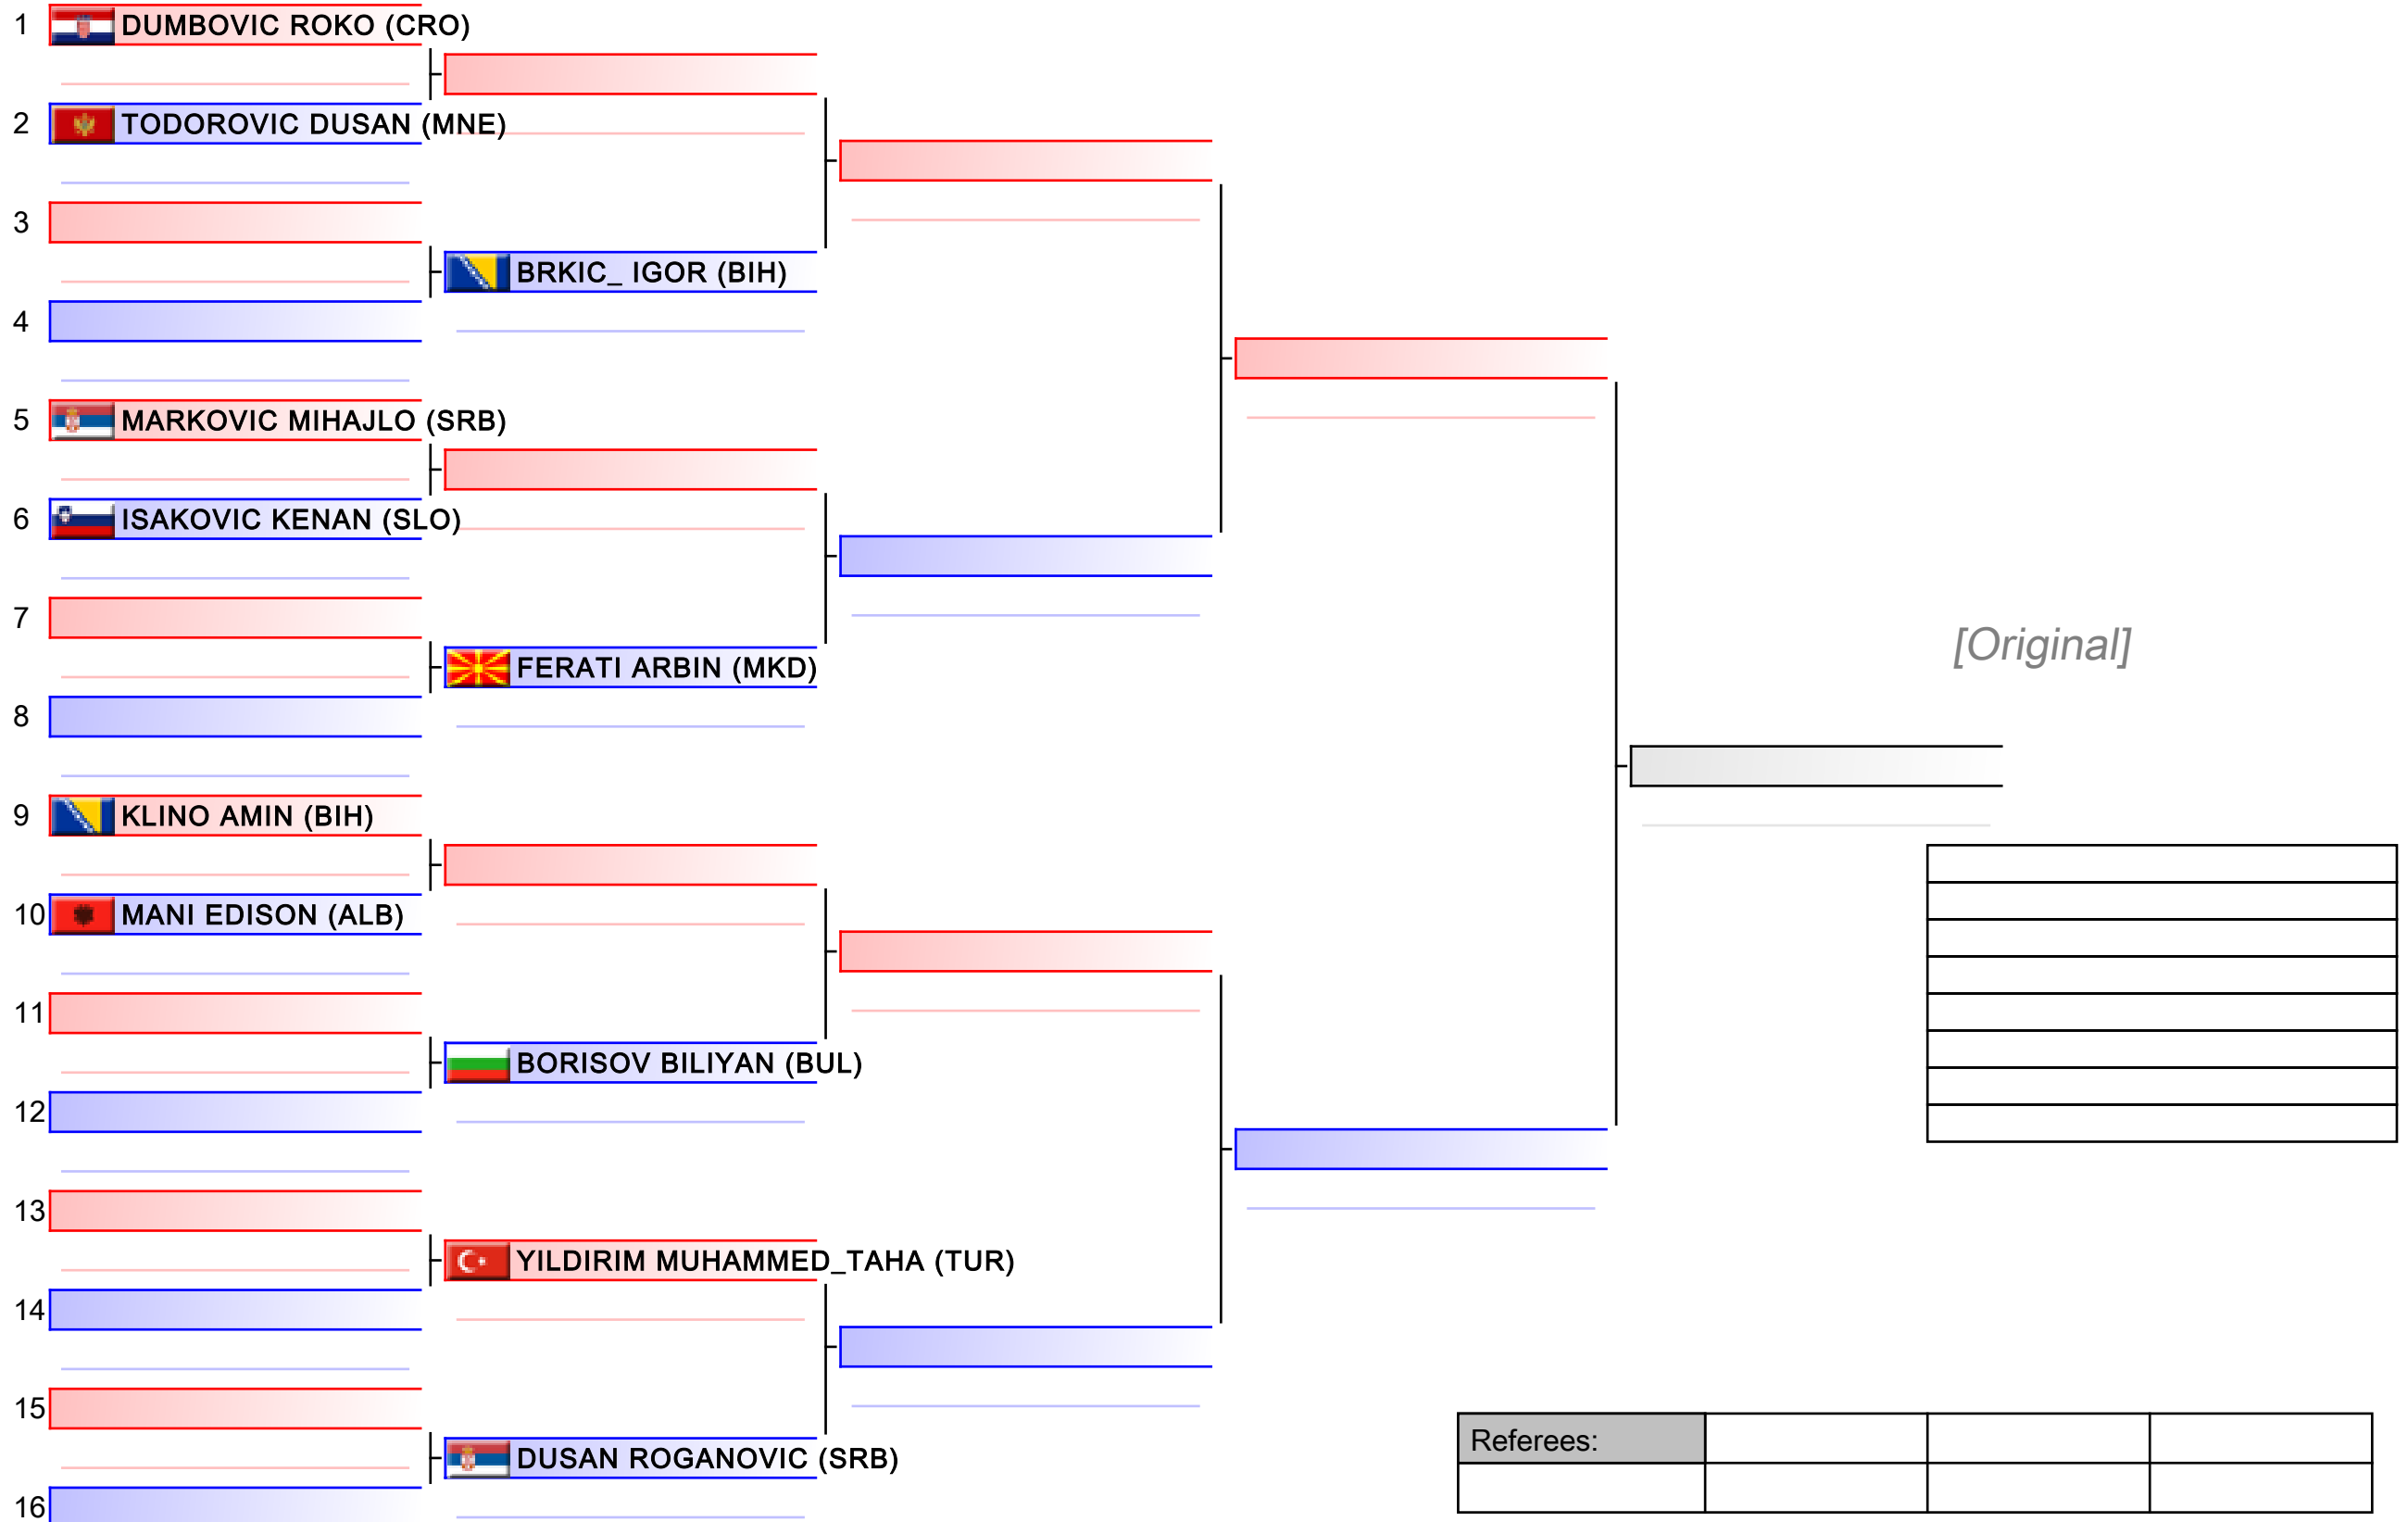 1 DUMBOVIC ROKO (CRO)
2 TODOROVIC DUSAN (MNE)
3
BRKIC_ IGOR (BIH)
4
5 MARKOVIC MIHAJLO (SRB)
6 ISAKOVIC KENAN (SLO)
7
[Original]
FERATI ARBIN (MKD)
8
9 KLINO AMIN (BIH)
10 MANI EDISON (ALB)
11
BORISOV BILIYAN (BUL)
12
13
YILDIRIM MUHAMMED_TAHA (TUR)
14
15
Referees:
DUSAN ROGANOVIC (SRB)
16